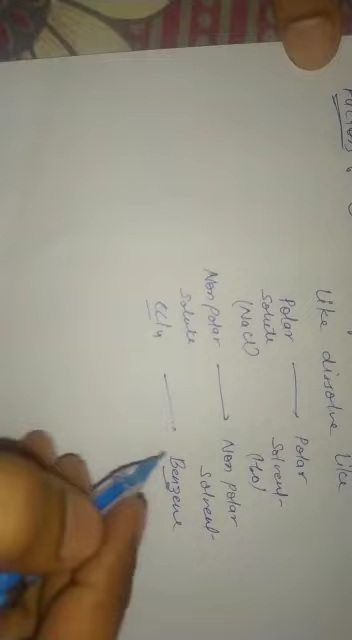 Like dissolve like
Polar Solute (NaCl) → Polar Solvent (H2O)
Non polar Solute → Non polar Solvent
CCl4 → Benzene